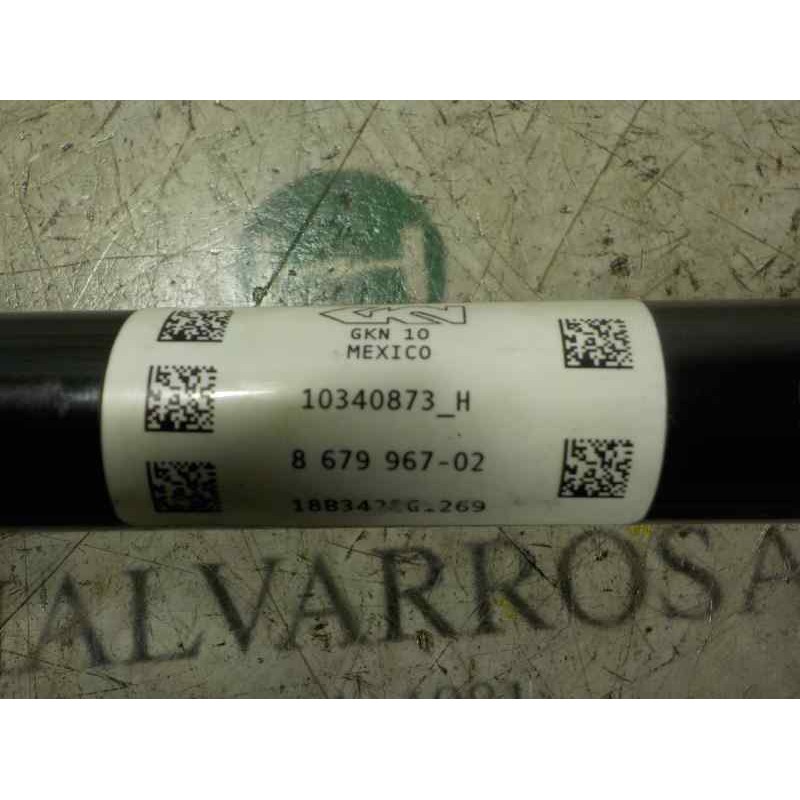 GKN 10
MEXICO
10340873_H
8 679 967-02
ALVARROSA